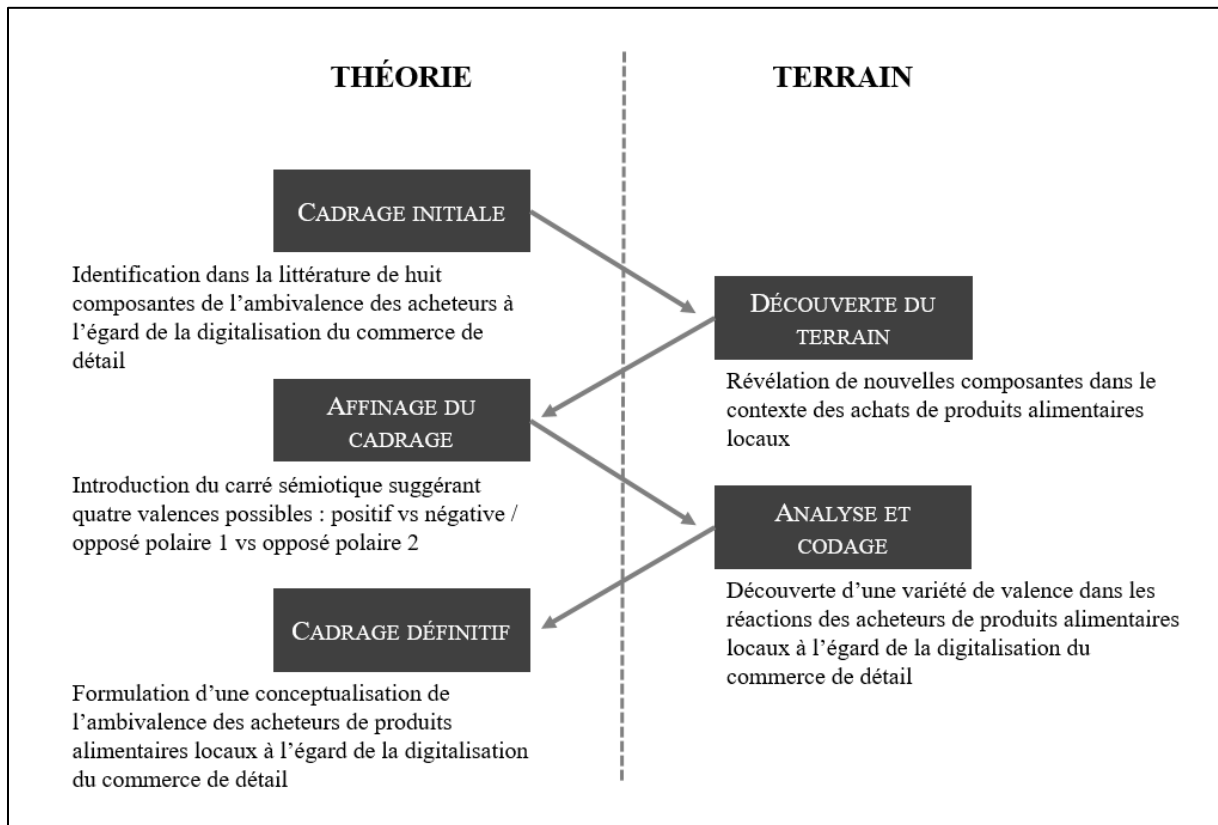 THÉORIE
TERRAIN
CADRAGE INITIALE
Identification dans la littérature de huit
composantes de l’ambivalence des acheteurs à
l’égard de la digitalisation du commerce de
détail
DÉCOUVERTE DU
TERRAIN
Révélation de nouvelles composantes dans le
contexte des achats de produits alimentaires
locaux
AFFINAGE DU
CADRAGE
Introduction du carré sémiotique suggérant
quatre valences possibles : positif vs négative /
opposé polaire 1 vs opposé polaire 2
ANALYSE ET
CODAGE
Découverte d’une variété de valence dans les
réactions des acheteurs de produits alimentaires
locaux à l’égard de la digitalisation du
commerce de détail
CADRAGE DÉFINITIF
Formulation d’une conceptualisation de
l’ambivalence des acheteurs de produits
alimentaires locaux à l’égard de la digitalisation
du commerce de détail